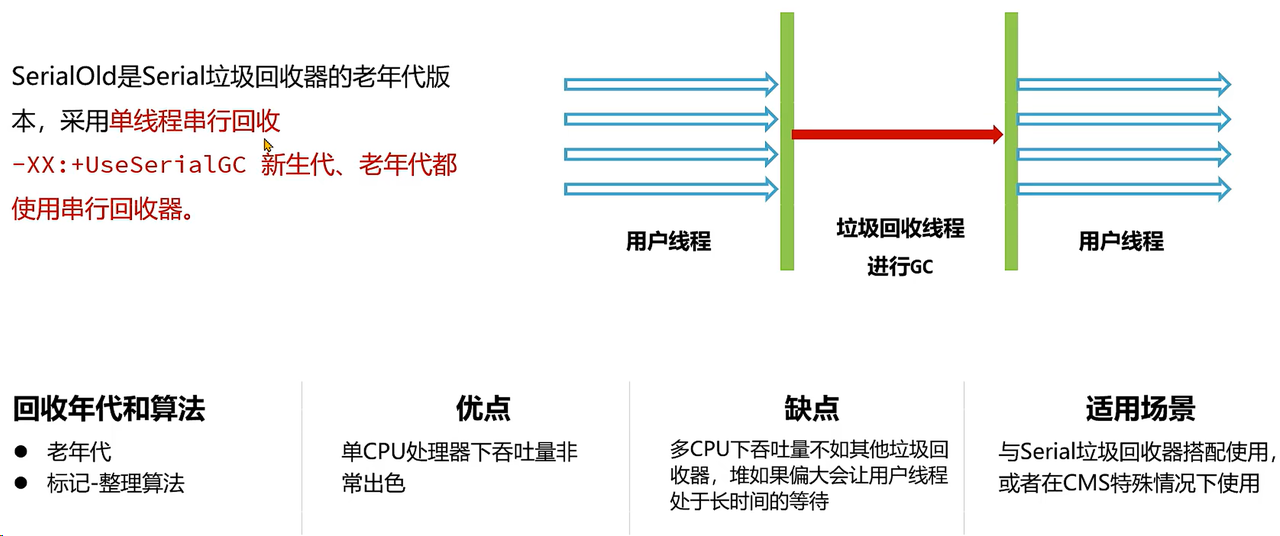 SerialOld是Serial垃圾回收器的老年代版
本，采用单线程串行回收
-XX:+UseSerialGC 新生代、老年代都
使用串行回收器。
用户线程
垃圾回收线程
进行GC
用户线程
回收年代和算法
● 老年代
● 标记-整理算法
优点
单CPU处理器下吞吐量非
常出色
缺点
多CPU下吞吐量不如其他垃圾回
收器，堆如果偏大会让用户线程
处于长时间的等待
适用场景
与Serial垃圾回收器搭配使用，
或者在CMS特殊情况下使用